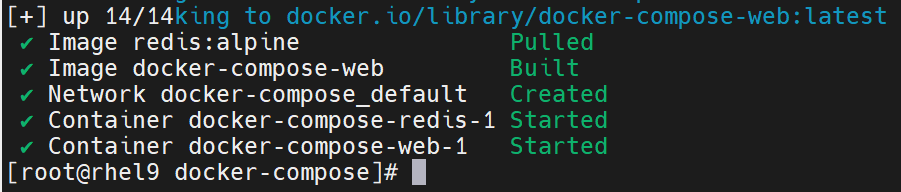 [+] up 14/14king to docker.io/library/docker-compose-web:latest
✔ Image redis:alpine Pulled
✔ Image docker-compose-web Built
✔ Network docker-compose_default Created
✔ Container docker-compose-redis-1 Started
✔ Container docker-compose-web-1 Started
[root@rhel9 docker-compose]#